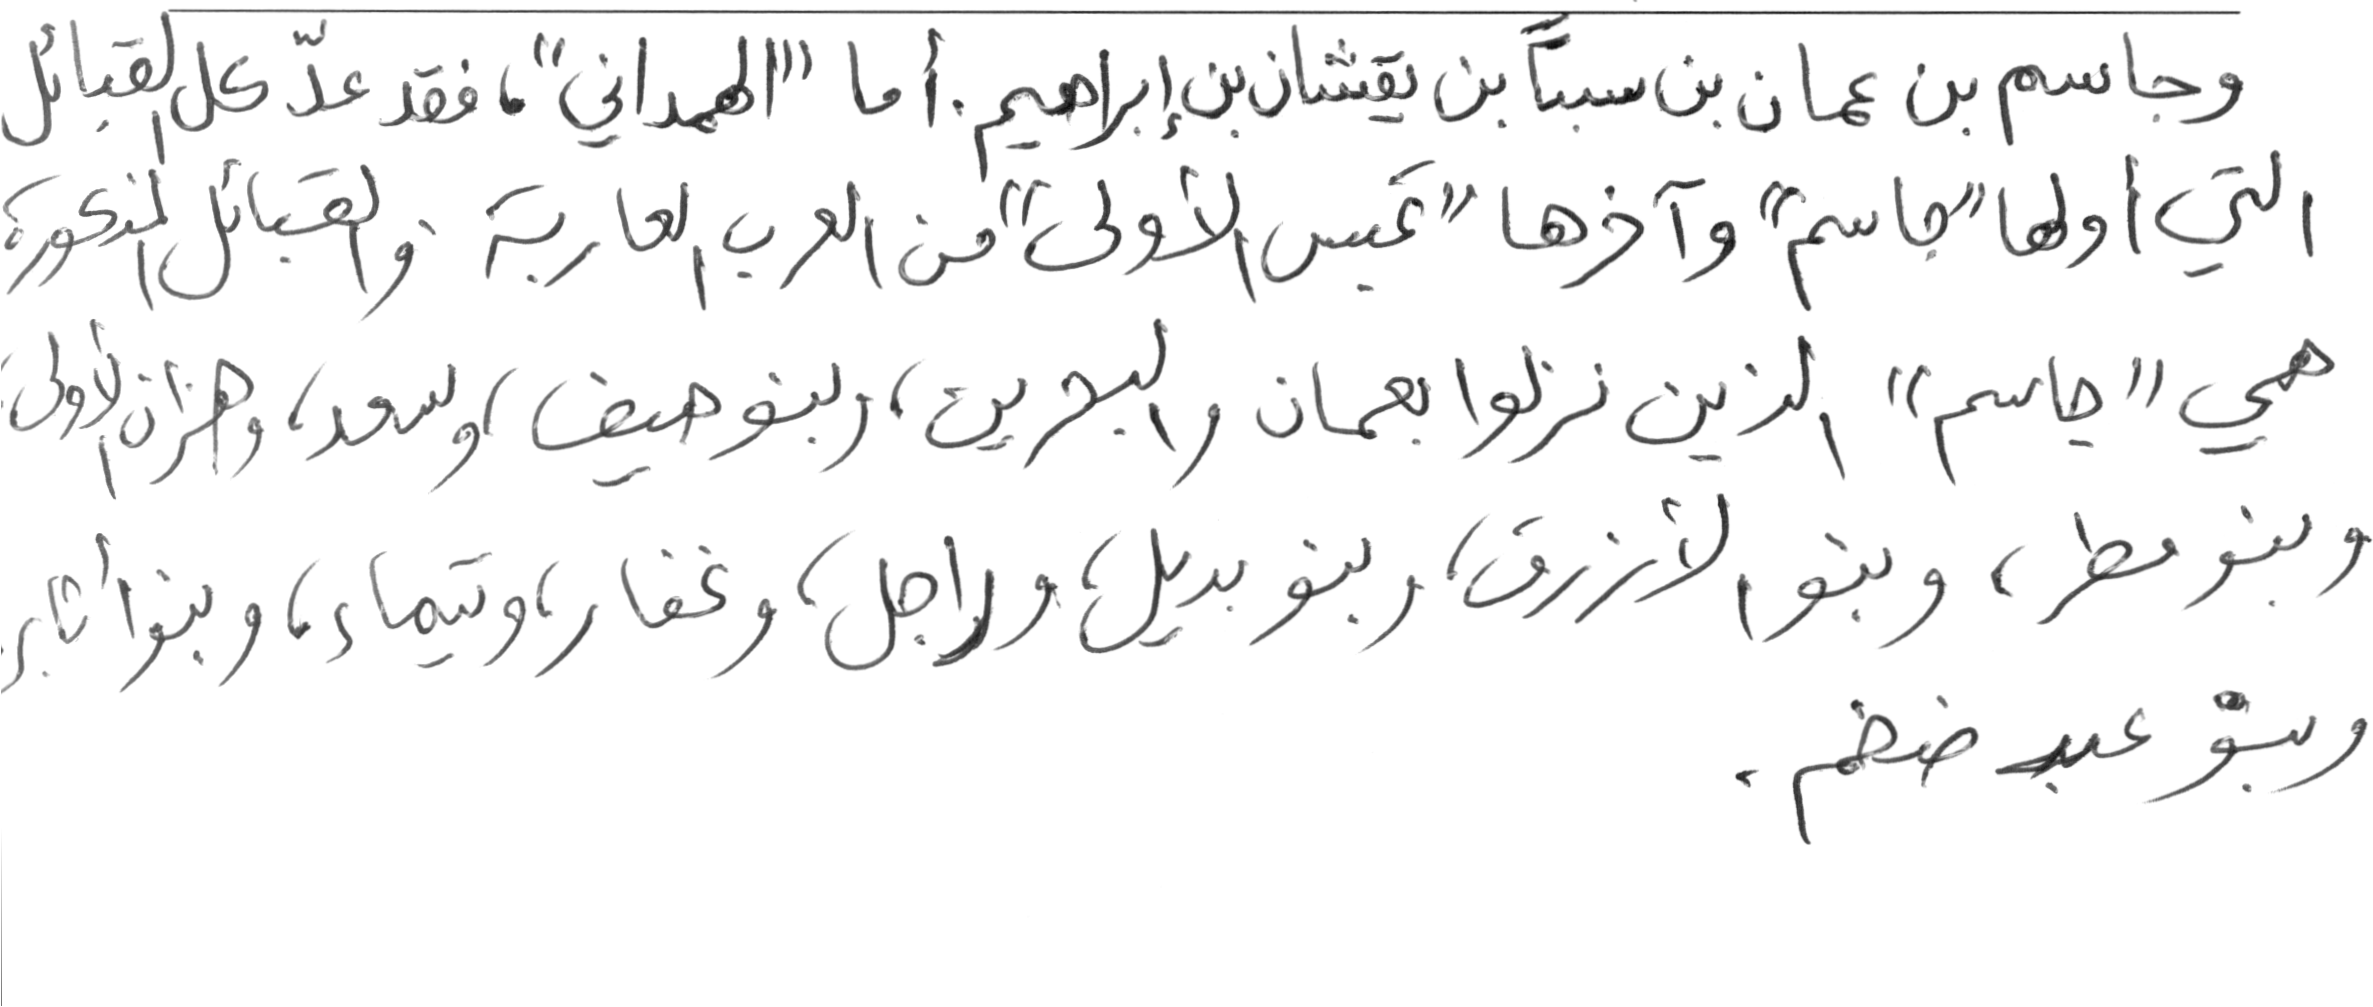 وجاسم بن عمان بن سبأ بن يقشان بن إبراهيم. أما "الهمداني"، فقد عدّ كل القبائل
التي أولها "جاسم" وآخرها "عبس الأولى" من العرب العاربة. والقبائل المذكورة
هي "جاسم" الذين نزلوا بعمان والبحرين، وبنو هيف، وسعد، وهزان الأولى،
وبنو مطر، وبنو الأزرق، وبنو بديل، وراجل، وغفار، وتيماء، وبنو أثابر،
وبنو عبد ضخم.